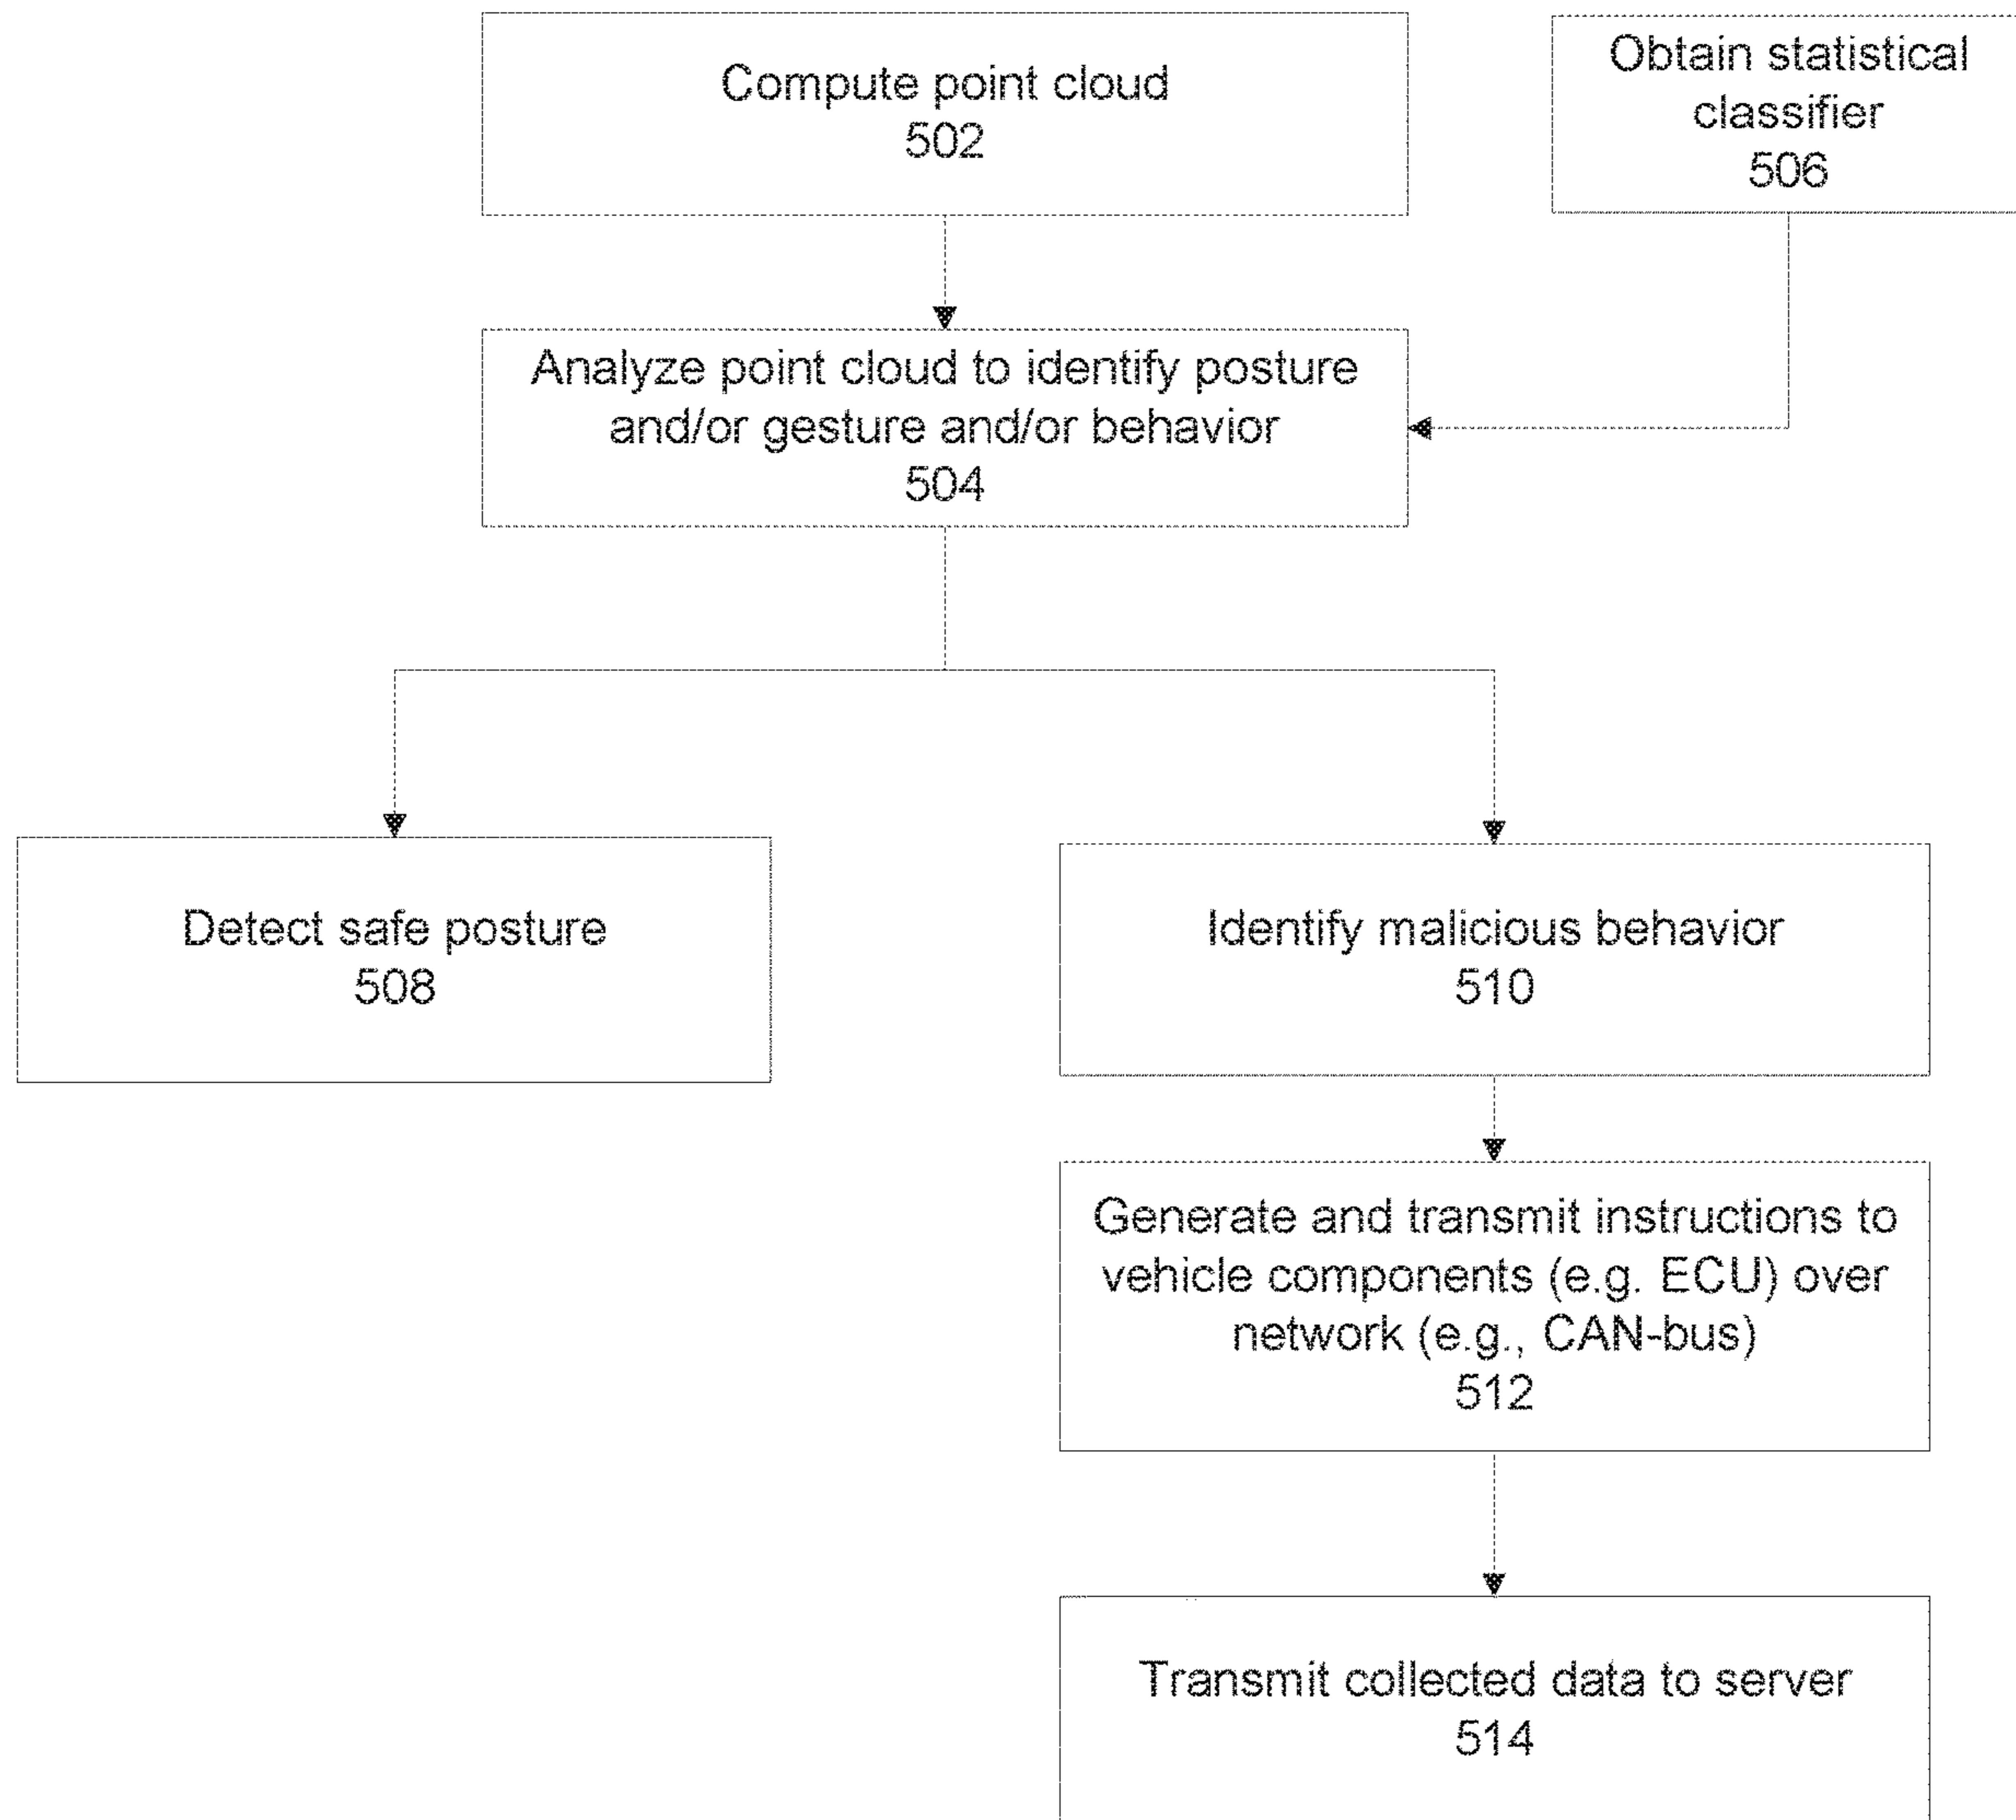 Compute point cloud
502
Obtain statistical
classifier
506
Analyze point cloud to identify posture
and/or gesture and/or behavior
504
Detect safe posture
508
Identify malicious behavior
510
Generate and transmit instructions to
vehicle components (e.g. ECU) over
network (e.g., CAN-bus)
512
Transmit collected data to server
514